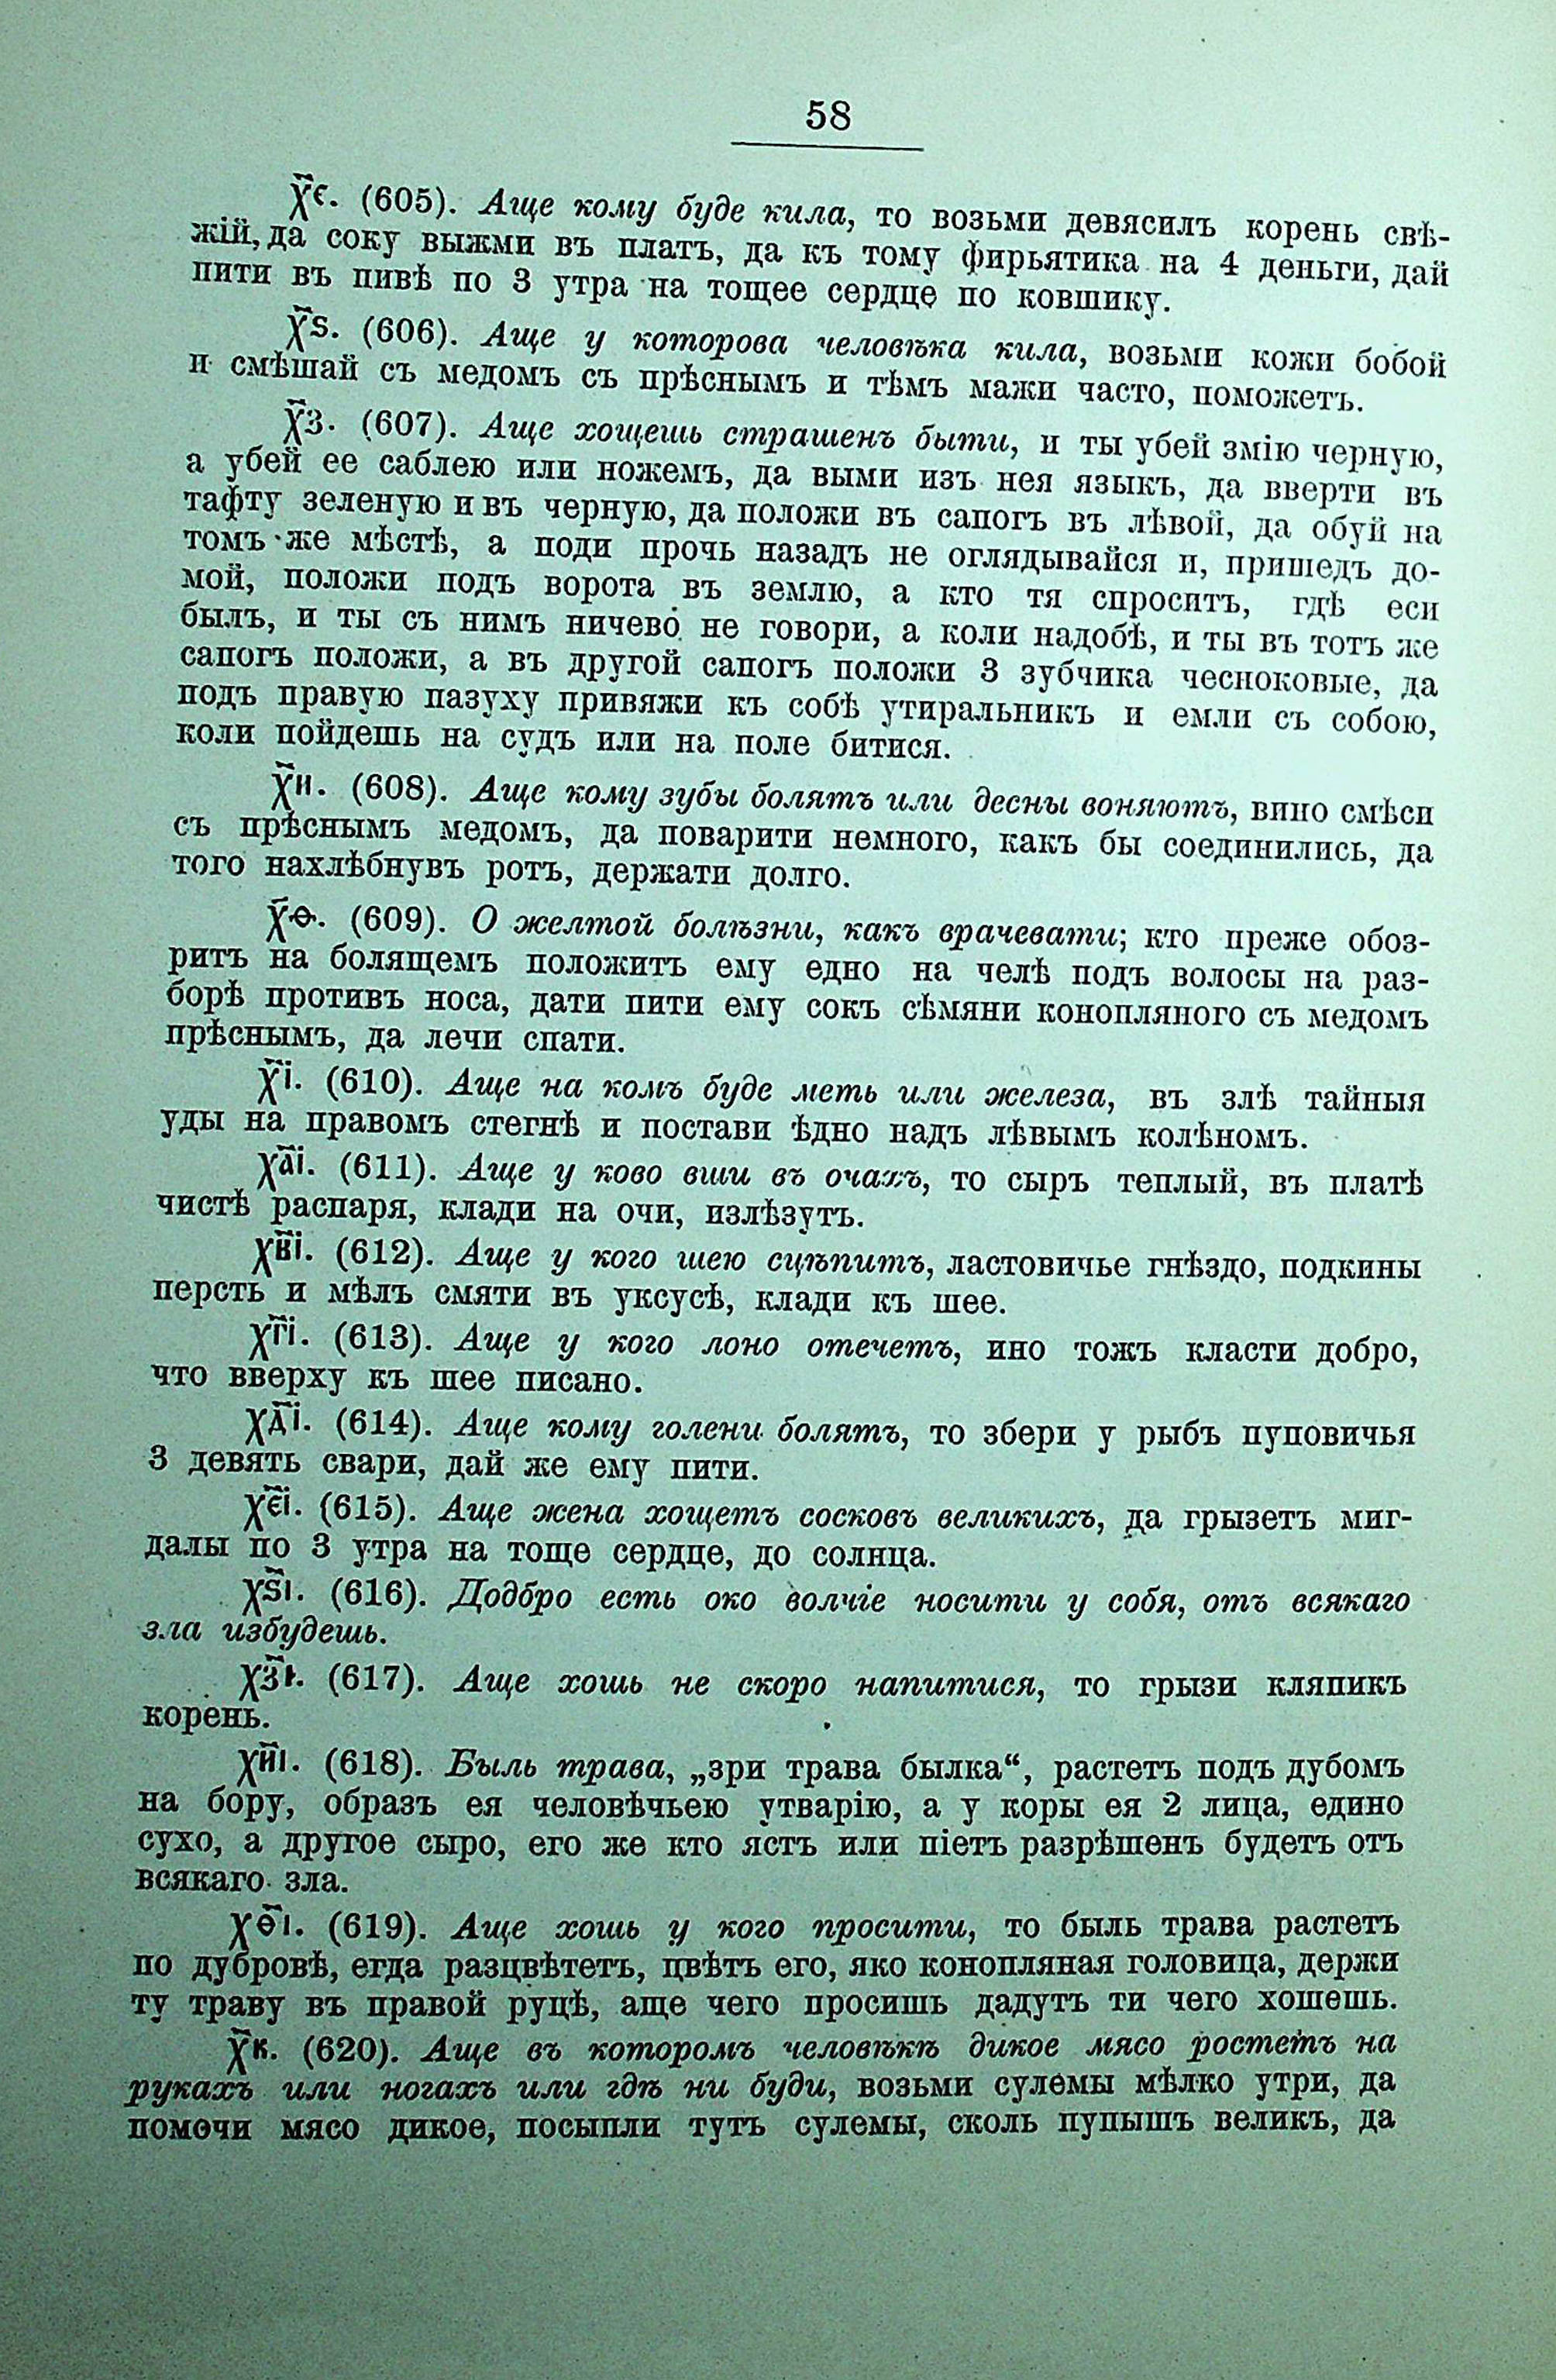 58
х҃є. (605). Аще кому буде кила, то возьми девясилъ корень свѣ-
жій, да соку выжми въ платъ, да къ тому фирьятика на 4 деньги, дай
пити въ пивѣ по 3 утра на тощее сердце по ковшику.
х҃ѕ. (606). Аще у которова человѣка кила, возьми кожи бобой
и смѣшай съ медомъ съ прѣснымъ и тѣмъ мажи часто, поможетъ.
х҃з. (607). Аще хощешь страшенъ быти, и ты убей змію черную,
а убей ее саблею или ножемъ, да выми изъ нея языкъ, да вверти въ
тафту зеленую и въ черную, да положи въ сапогъ въ лѣвой, да обуй на
томъ же мѣстѣ, а поди прочь назадъ не оглядывайся и, пришедъ до-
мой, положи подъ ворота въ землю, а кто тя спроситъ, гдѣ еси
былъ, и ты съ нимъ ничево не говори, а коли надобѣ, и ты въ тотъ же
сапогъ положи, а въ другой сапогъ положи 3 зубчика чесноковые, да
подъ правую пазуху привяжи къ собѣ утиральникъ и емли съ собою,
коли пойдешь на судъ или на поле битися.
х҃и. (608). Аще кому зубы болятъ или десны воняютъ, вино смѣси
съ прѣснымъ медомъ, да поварити немного, какъ бы соединились, да
того нахлѣбнувъ ротъ, держати долго.
х҃ѳ. (609). О желтой болѣзни, какъ врачевати; кто преже обоз-
ритъ на болящемъ положитъ ему едно на челѣ подъ волосы на раз-
борѣ противъ носа, дати пити ему сокъ сѣмяни конопляного съ медомъ
прѣснымъ, да лечи спати.
х҃і. (610). Аще на комъ буде меть или железа, въ злѣ тайныя
уды на правомъ стегнѣ и постави ѣдно надъ лѣвымъ колѣномъ.
ха҃і. (611). Аще у ково вши въ очахъ, то сыръ теплый, въ платѣ
чистѣ распаря, клади на очи, излѣзутъ.
хв҃і. (612). Аще у кого шею сцѣпитъ, ластовичье гнѣздо, подкины
персть и мѣлъ смяти въ уксусѣ, клади къ шее.
хг҃і. (613). Аще у кого лоно отечетъ, ино тожъ класти добро,
что вверху къ шее писано.
хд҃і. (614). Аще кому голени болятъ, то збери у рыбъ пуповичья
3 девять свари, дай же ему пити.
хє҃і. (615). Аще жена хощетъ сосковъ великихъ, да грызетъ миг-
далы по 3 утра на тоще сердце, до солнца.
хѕ҃і. (616). Додбро есть око волчіе носити у собя, отъ всякаго
зла избудешь.
хз҃і. (617). Аще хошь не скоро напитися, то грызи кляпикъ
корень.
хи҃і. (618). Быль трава, „зри трава былка“, растетъ подъ дубомъ
на бору, образъ ея человѣчьею утварію, а у коры ея 2 лица, едино
сухо, а другое сыро, его же кто ястъ или піетъ разрѣшенъ будетъ отъ
всякаго зла.
хѳ҃і. (619). Аще хошь у кого просити, то быль трава растетъ
по дубровѣ, егда разцвѣтетъ, цвѣтъ его, яко конопляная головица, держи
ту траву въ правой руцѣ, аще чего просишь дадутъ ти чего хошешь.
х҃к. (620). Аще въ которомъ человѣкѣ дикое мясо ростетъ на
рукахъ или ногахъ или гдѣ ни буди, возьми сулемы мѣлко утри, да
помочи мясо дикое, посыпли тутъ сулемы, сколь пупышъ великъ, да